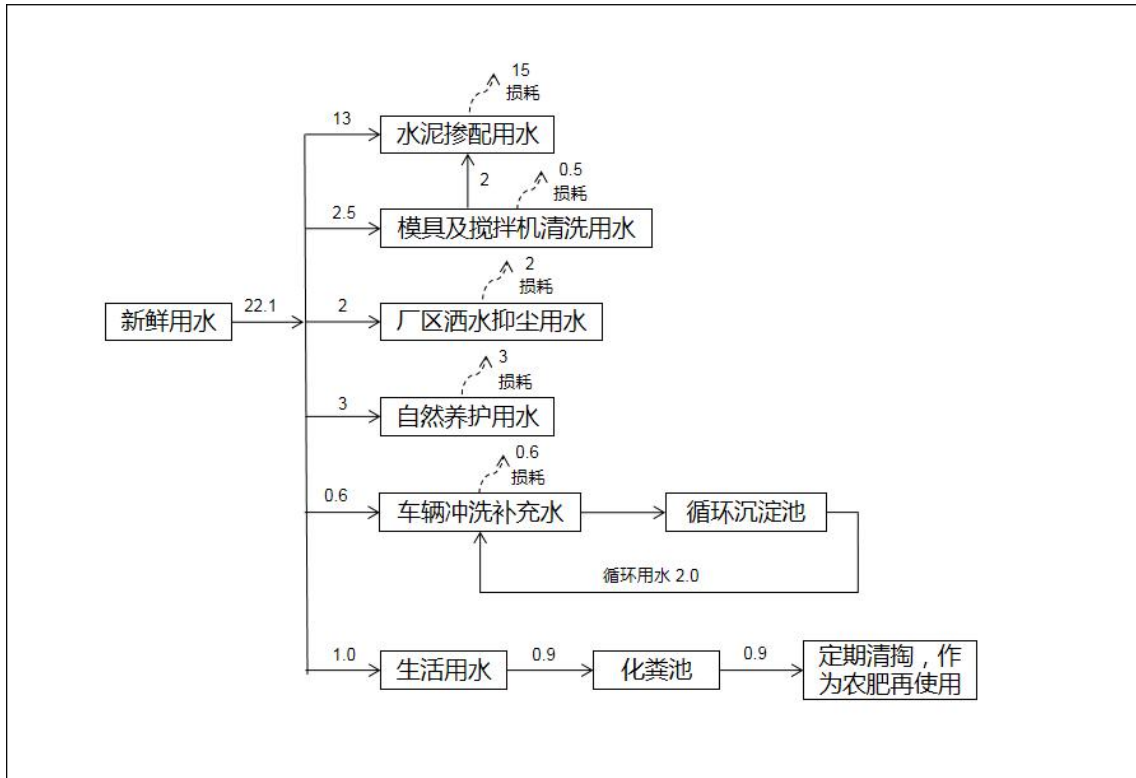 15
损耗
13
水泥掺配用水
2
0.5
损耗
2.5
模具及搅拌机清洗用水
2
损耗
新鲜用水
22.1
2
厂区洒水抑尘用水
3
损耗
3
自然养护用水
0.6
损耗
0.6
车辆冲洗补充水
循环沉淀池
循环用水 2.0
1.0
生活用水
0.9
化粪池
0.9
定期清掏，作
为农肥再使用